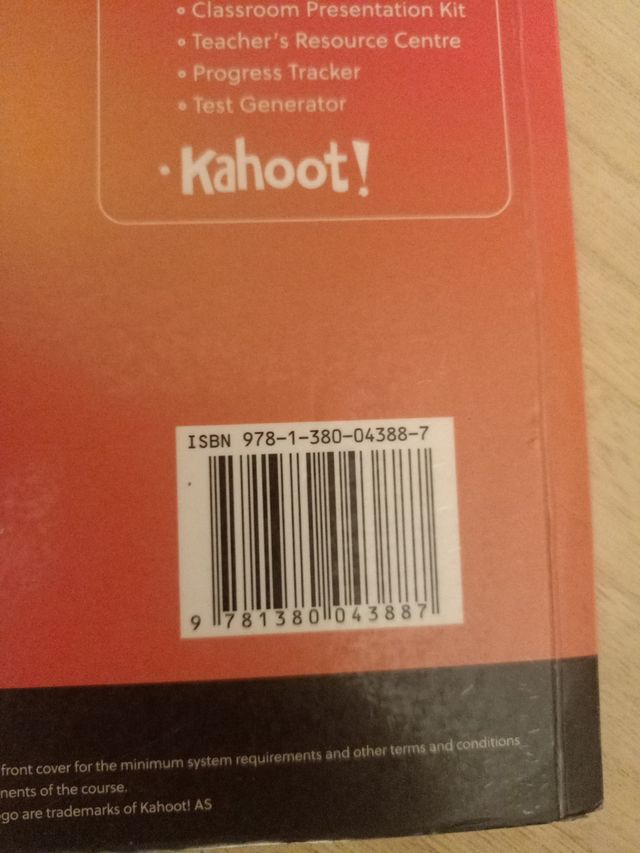 • Classroom Presentation Kit
• Teacher's Resource Centre
• Progress Tracker
• Test Generator
• Kahoot!
ISBN 978-1-380-04388-7
9 781380 043887
front cover for the minimum system requirements and other terms and conditions
nents of the course.
go are trademarks of Kahoot! AS